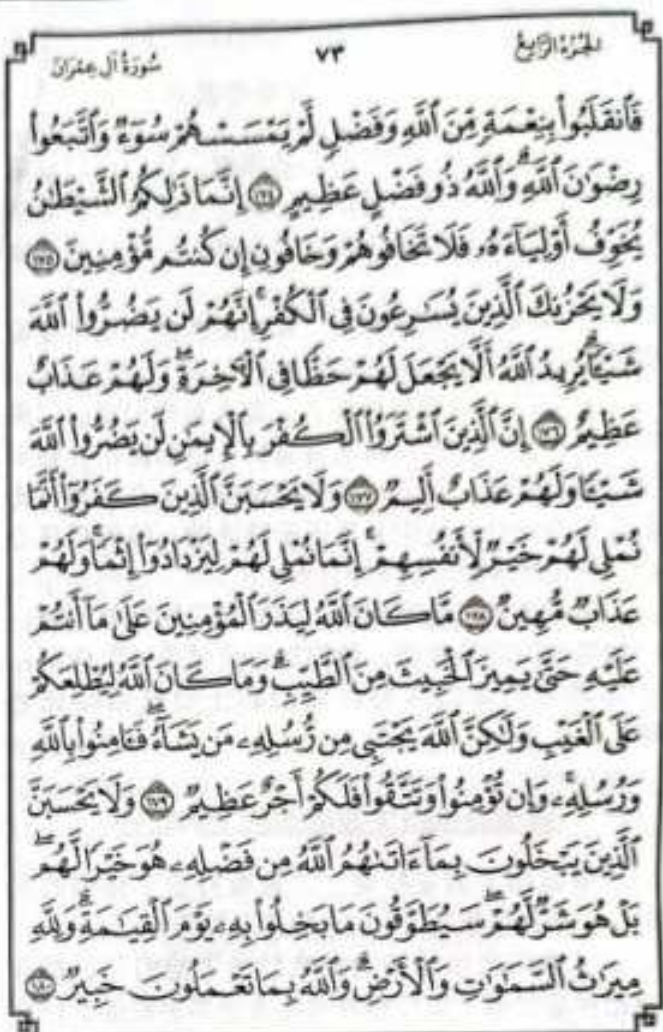 الجزء الرابع ٧٣ سورة آل عمران
فَٱنقَلَبُوا۟ بِنِعْمَةٍ مِّنَ ٱللَّهِ وَفَضْلٍ لَّمْ يَمْسَسْهُمْ سُوٓءٌ وَٱتَّبَعُوا۟
رِضْوَٰنَ ٱللَّهِ ۗ وَٱللَّهُ ذُو فَضْلٍ عَظِيمٍ ١٧٤ إِنَّمَا ذَٰلِكُمُ ٱلشَّيْطَٰنُ
يُخَوِّفُ أَوْلِيَآءَهُۥ فَلَا تَخَافُوهُمْ وَخَافُونِ إِن كُنتُم مُّؤْمِنِينَ ١٧٥
وَلَا يَحْزُنكَ ٱلَّذِينَ يُسَٰرِعُونَ فِى ٱلْكُفْرِ ۚ إِنَّهُمْ لَن يَضُرُّوا۟ ٱللَّهَ
شَيْـًٔا ۗ يُرِيدُ ٱللَّهُ أَلَّا يَجْعَلَ لَهُمْ حَظًّا فِى ٱلْءَاخِرَةِ ۖ وَلَهُمْ عَذَابٌ
عَظِيمٌ ١٧٦ إِنَّ ٱلَّذِينَ ٱشْتَرَوُا۟ ٱلْكُفْرَ بِٱلْإِيمَٰنِ لَن يَضُرُّوا۟ ٱللَّهَ
شَيْـًٔا وَلَهُمْ عَذَابٌ أَلِيمٌ ١٧٧ وَلَا يَحْسَبَنَّ ٱلَّذِينَ كَفَرُوٓا۟ أَنَّمَا
نُمْلِى لَهُمْ خَيْرٌ لِّأَنفُسِهِمْ ۚ إِنَّمَا نُمْلِى لَهُمْ لِيَزْدَادُوٓا۟ إِثْمًا ۚ وَلَهُمْ
عَذَابٌ مُّهِينٌ ١٧٨ مَّا كَانَ ٱللَّهُ لِيَذَرَ ٱلْمُؤْمِنِينَ عَلَىٰ مَآ أَنتُمْ
عَلَيْهِ حَتَّىٰ يَمِيزَ ٱلْخَبِيثَ مِنَ ٱلطَّيِّبِ ۗ وَمَا كَانَ ٱللَّهُ لِيُطْلِعَكُمْ
عَلَى ٱلْغَيْبِ وَلَٰكِنَّ ٱللَّهَ يَجْتَبِى مِن رُّسُلِهِۦ مَن يَشَآءُ ۖ فَـَٔامِنُوا۟ بِٱللَّهِ
وَرُسُلِهِۦ ۚ وَإِن تُؤْمِنُوا۟ وَتَتَّقُوا۟ فَلَكُمْ أَجْرٌ عَظِيمٌ ١٧٩ وَلَا يَحْسَبَنَّ
ٱلَّذِينَ يَبْخَلُونَ بِمَآ ءَاتَىٰهُمُ ٱللَّهُ مِن فَضْلِهِۦ هُوَ خَيْرًا لَّهُم ۖ
بَلْ هُوَ شَرٌّ لَّهُمْ ۖ سَيُطَوَّقُونَ مَا بَخِلُوا۟ بِهِۦ يَوْمَ ٱلْقِيَٰمَةِ ۗ وَلِلَّهِ
مِيرَٰثُ ٱلسَّمَٰوَٰتِ وَٱلْأَرْضِ ۗ وَٱللَّهُ بِمَا تَعْمَلُونَ خَبِيرٌ ١٨٠